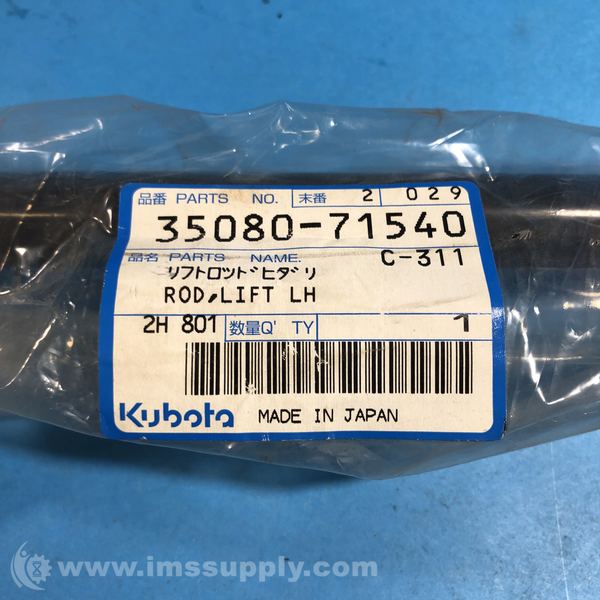 品番 PARTS NO. 末番 2 029
35080-71540
品名 PARTS NAME. C-311
リフトロッド゛ヒダリ
ROD,LIFT LH
2H 801 数量Q' TY 1
Kubota MADE IN JAPAN
www.imssupply.com